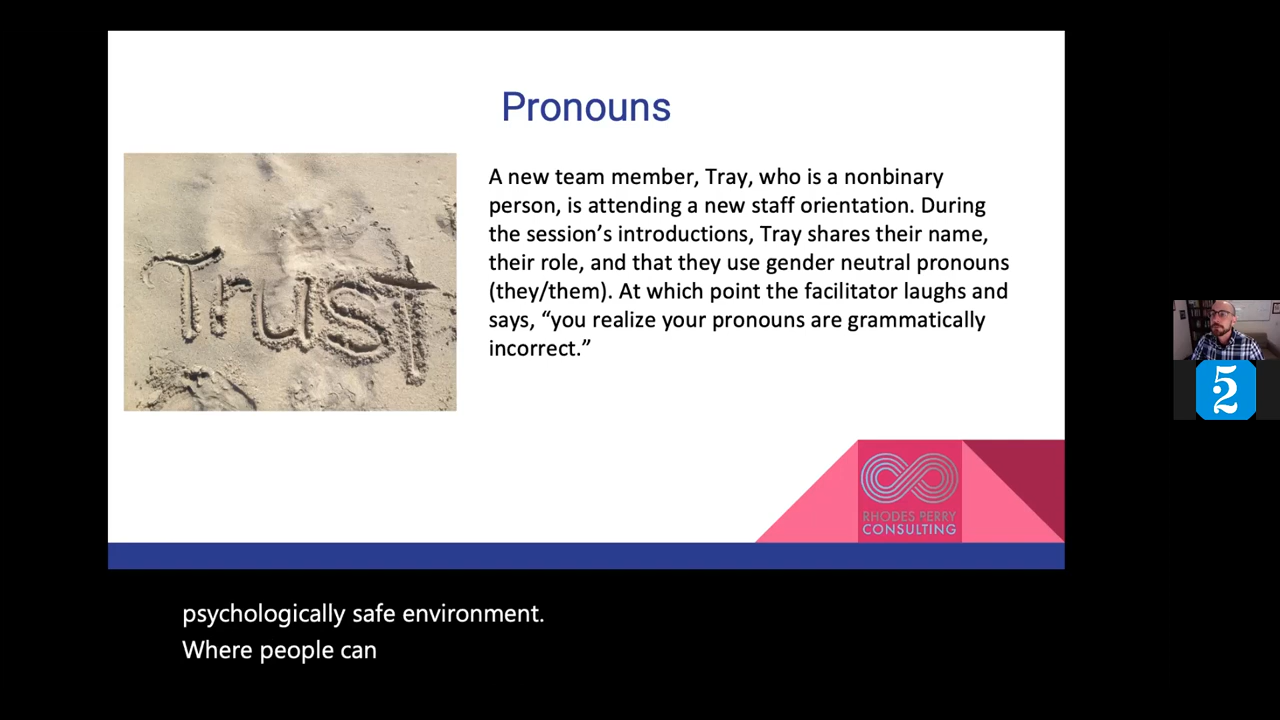 Pronouns
Trust
A new team member, Tray, who is a nonbinary
person, is attending a new staff orientation. During
the session’s introductions, Tray shares their name,
their role, and that they use gender neutral pronouns
(they/them). At which point the facilitator laughs and
says, “you realize your pronouns are grammatically
incorrect.”
RHODES PERRY
CONSULTING
52
psychologically safe environment.
Where people can